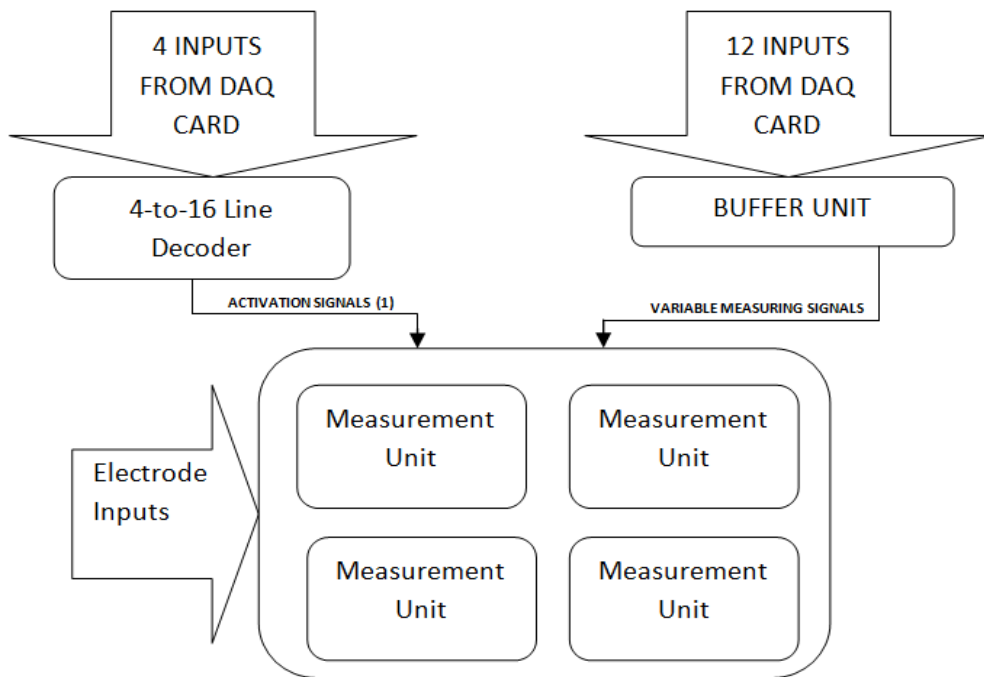 4 INPUTS
FROM DAQ
CARD
12 INPUTS
FROM DAQ
CARD
4-to-16 Line
Decoder
BUFFER UNIT
ACTIVATION SIGNALS (1)
VARIABLE MEASURING SIGNALS
Electrode
Inputs
Measurement
Unit
Measurement
Unit
Measurement
Unit
Measurement
Unit